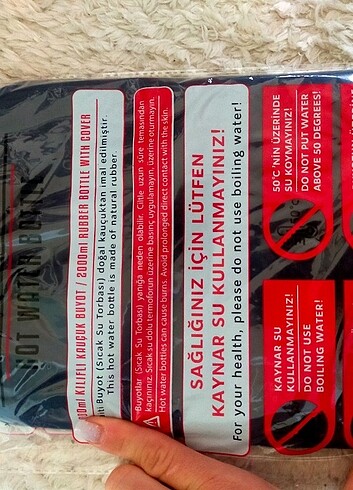 HOT WATER
KILIFLI KAUÇUK BUYOT / 2000ml RUBBER BOTTLE WITH COVER
Buyot (Sıcak Su Torbası) doğal kauçuktan imal edilmiştir.
This hot water bottle is made of natural rubber.
Buyotlar (Sıcak Su Torbası) yanığa neden olabilir. Ciltle uzun süre temasından
kaçınınız. Sıcak su dolu termoforun üzerine basınç uygulamayın, üzerine oturmayın.
Hot water bottles can cause burns. Avoid prolonged direct contact with the skin.
SAĞLIĞINIZ İÇİN LÜTFEN
KAYNAR SU KULLANMAYINIZ!
For your health, please do not use boiling water!
50°C'NİN ÜZERİNDE
SU KOYMAYINIZ!
DO NOT PUT WATER
ABOVE 50 DEGREES!
KAYNAR SU
KULLANMAYINIZ!
DO NOT USE
BOILING WATER!